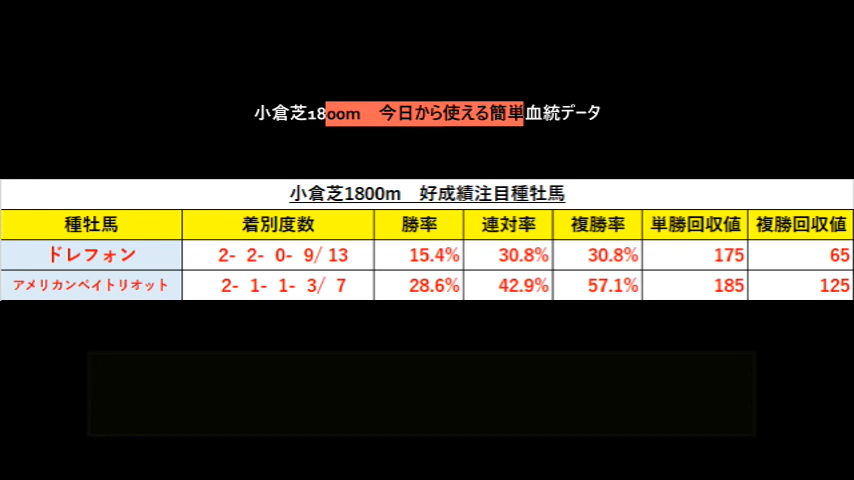 小倉芝1800m　今日から使える簡単血統データ
小倉芝1800m　好成績注目種牡馬
種牡馬 着別度数 勝率 連対率 複勝率 単勝回収値 複勝回収値
ドレフォン 2- 2- 0- 9/ 13 15.4% 30.8% 30.8% 175 65
アメリカンペイトリオット 2- 1- 1- 3/ 7 28.6% 42.9% 57.1% 185 125